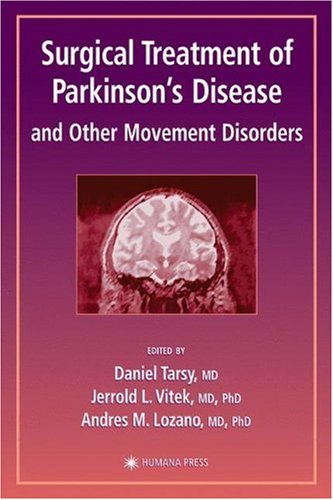 Surgical Treatment of
Parkinson's Disease
and Other Movement Disorders
EDITED BY
Daniel Tarsy, MD
Jerrold L. Vitek, MD, PhD
Andres M. Lozano, MD, PhD
HUMANA PRESS